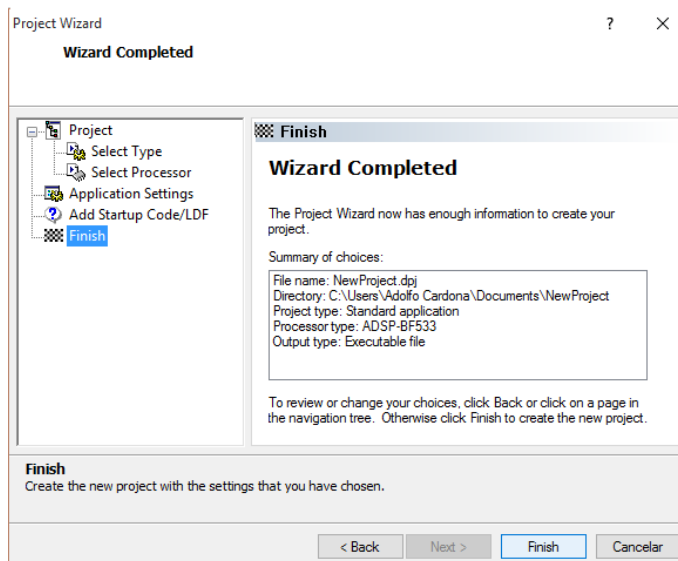 Project Wizard
?
Wizard Completed
Project
Select Type
Select Processor
Application Settings
Add Startup Code/LDF
Finish
Finish
Wizard Completed
The Project Wizard now has enough information to create your
project.
Summary of choices:
File name: NewProject.dpj
Directory: C:\Users\Adolfo Cardona\Documents\NewProject
Project type: Standard application
Processor type: ADSP-BF533
Output type: Executable file
To review or change your choices, click Back or click on a page in
the navigation tree.  Otherwise click Finish to create the new project.
Finish
Create the new project with the settings that you have chosen.
< Back
Next >
Finish
Cancelar